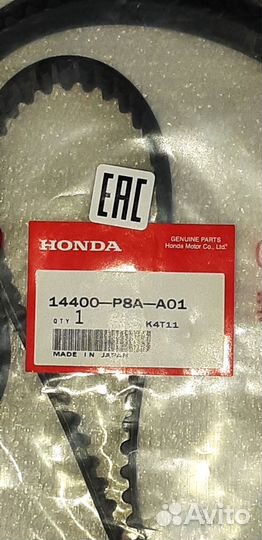 EAC
HONDA
GENUINE PARTS
Honda Motor Co., Ltd.
14400-P8A-A01
QTY 1
K4T11
MADE IN JAPAN
Avito